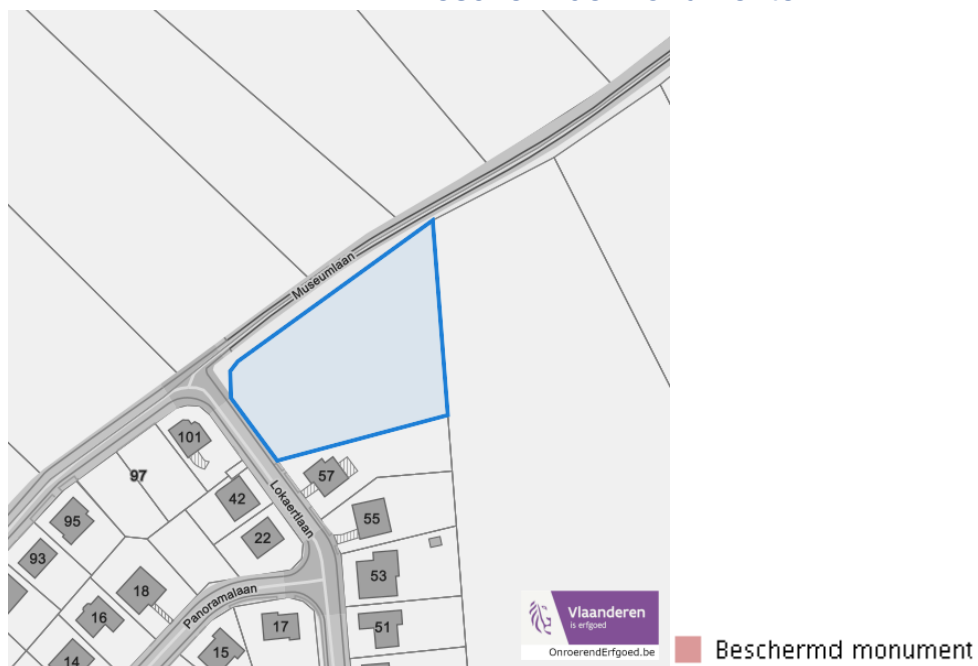 Museumlaan
101
97
57
42
Lokaertlaan
95
55
22
93
53
18
Panoramalaan
16
17
51
15
14
Vlaanderen
is erfgoed
OnroerendErfgoed.be
Beschermd monument